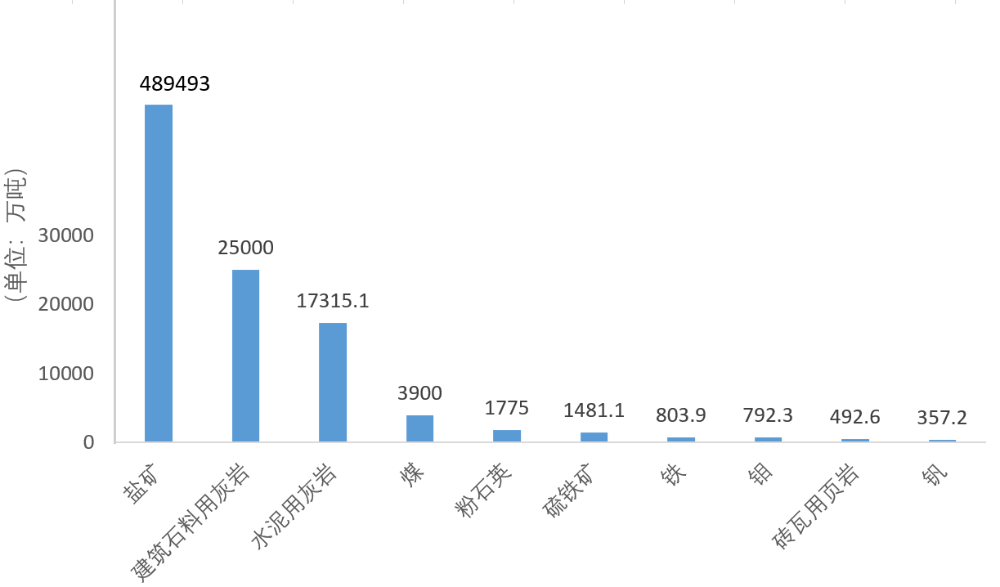 (单位：万吨)
30000
20000
10000
0
489493
25000
17315.1
3900
1775
1481.1
803.9
792.3
492.6
357.2
盐矿
建筑石料用灰岩
水泥用灰岩
煤
粉石英
硫铁矿
铁
钼
砖瓦用页岩
钒